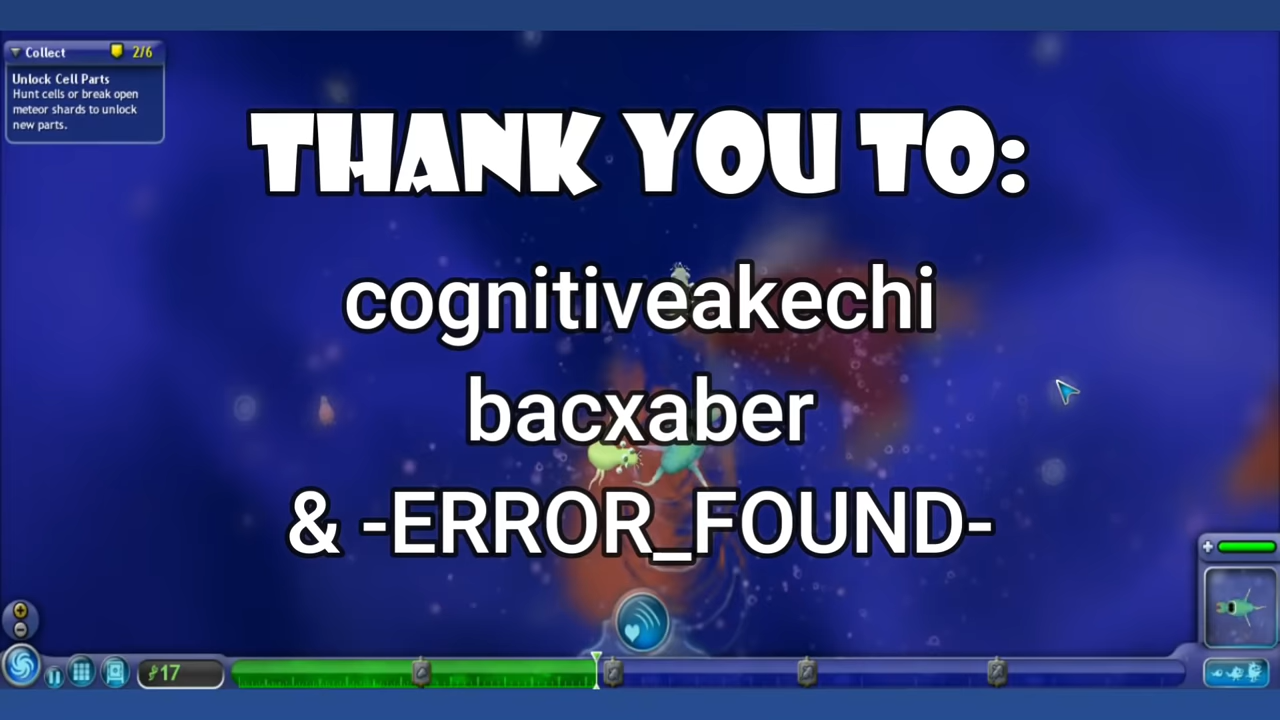 Collect 2/6
Unlock Cell Parts
Hunt cells or break open
meteor shards to unlock
new parts.
THANK YOU TO:
cognitiveakechi
bacxaber
& -ERROR_FOUND-
17